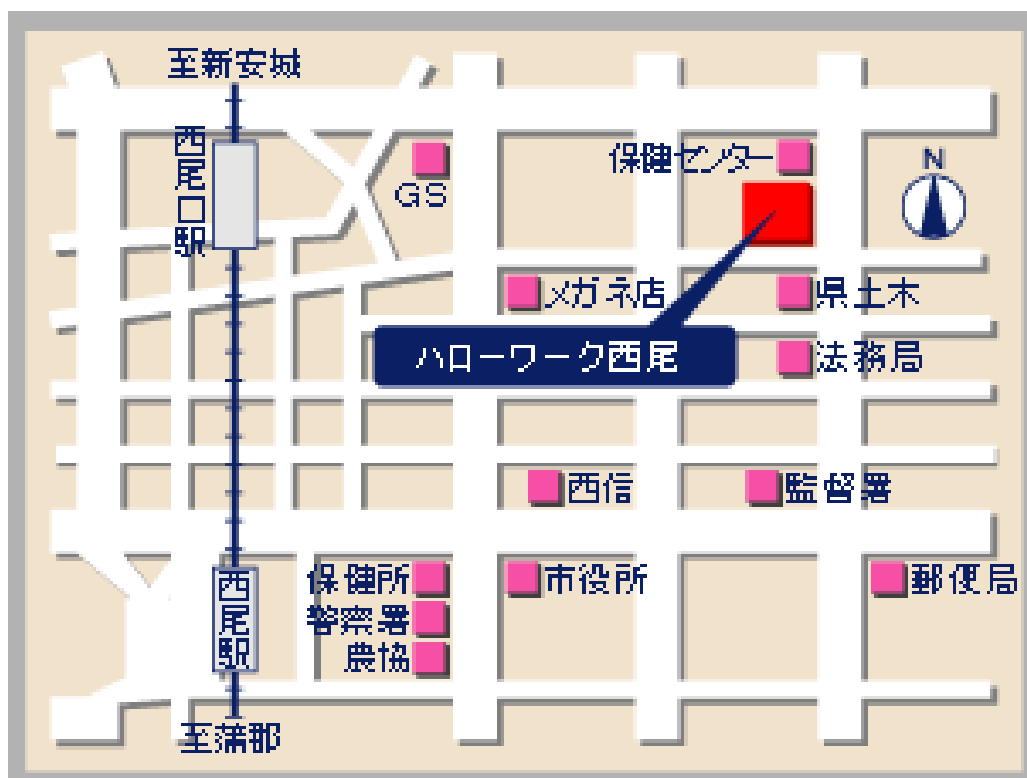 至新安城
西尾口駅
GS
保健センター
N
メガネ店
県土木
ハローワーク西尾
法務局
西信
監督署
西尾駅
保健所
市役所
郵便局
警察署
農協
至蒲郡